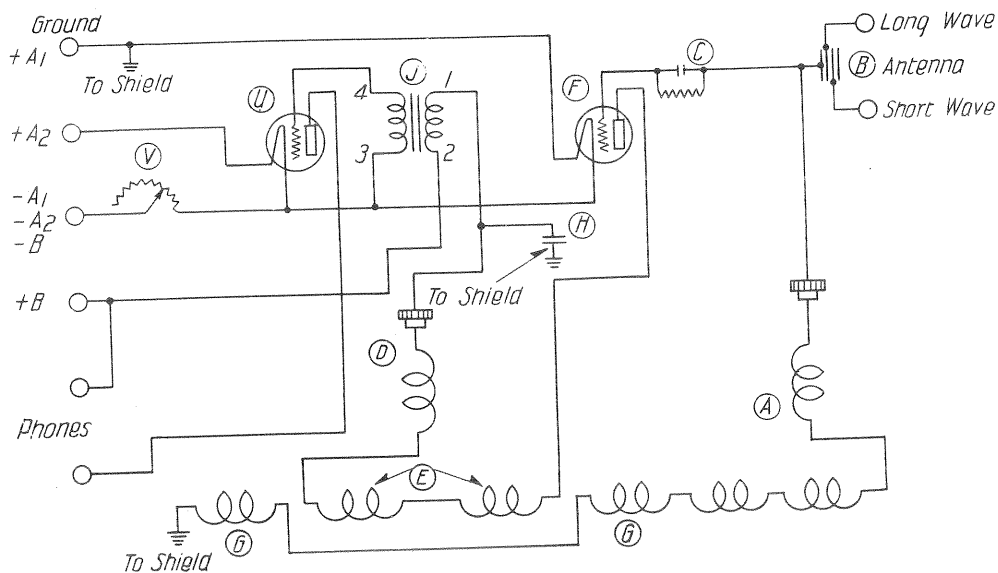 Ground
+A1
To Shield
+A2
V
-A1
-A2
-B
+B
Phones
U
J
4
1
3
2
F
C
Long Wave
B Antenna
Short Wave
H
To Shield
D
A
E
G
G
To Shield